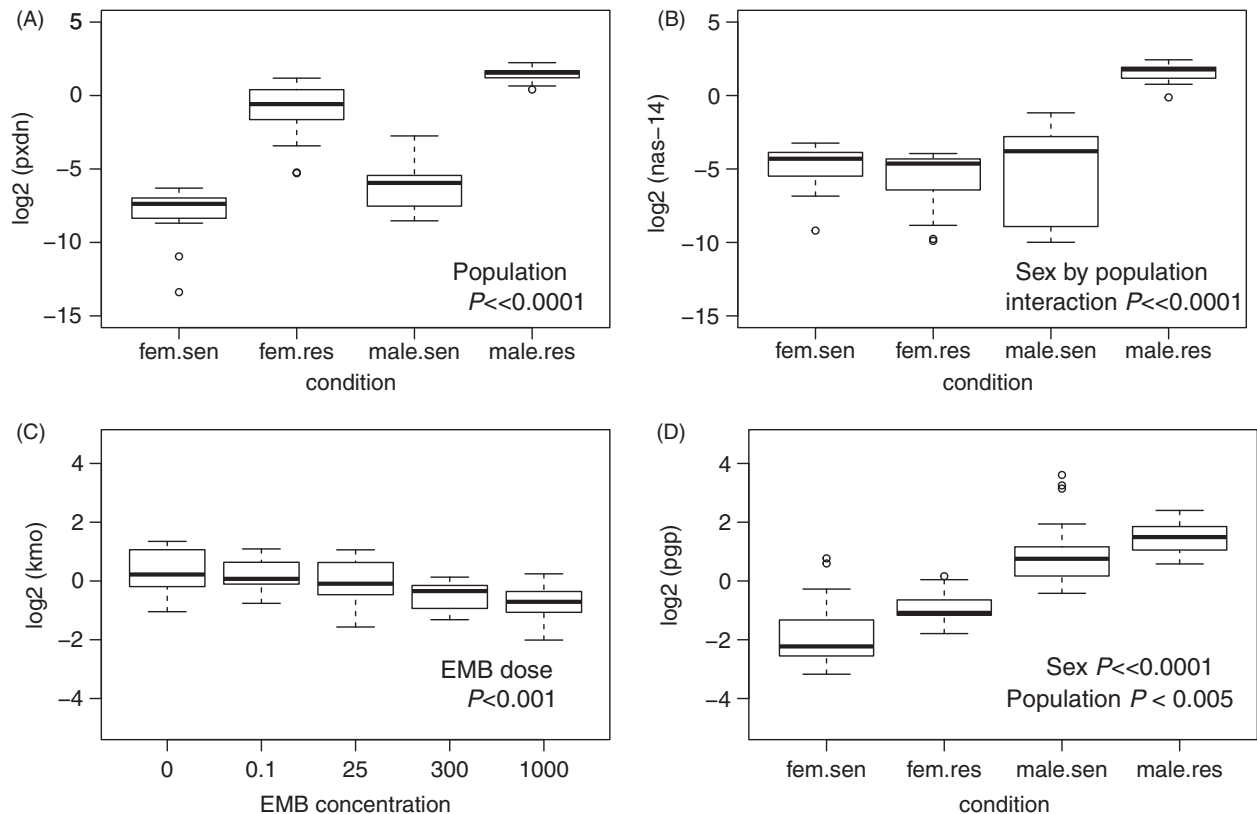 (A)
5
0
−5
−10
−15
log2 (pxdn)
Population
P<<0.0001
fem.sen fem.res male.sen male.res
condition
(B)
5
0
−5
−10
−15
log2 (nas−14)
Sex by population
interaction P<<0.0001
fem.sen fem.res male.sen male.res
condition
(C)
4
2
0
−2
−4
log2 (kmo)
EMB dose
P<0.001
0 0.1 25 300 1000
EMB concentration
(D)
4
2
0
−2
−4
log2 (pgp)
Sex P<<0.0001
Population P < 0.005
fem.sen fem.res male.sen male.res
condition